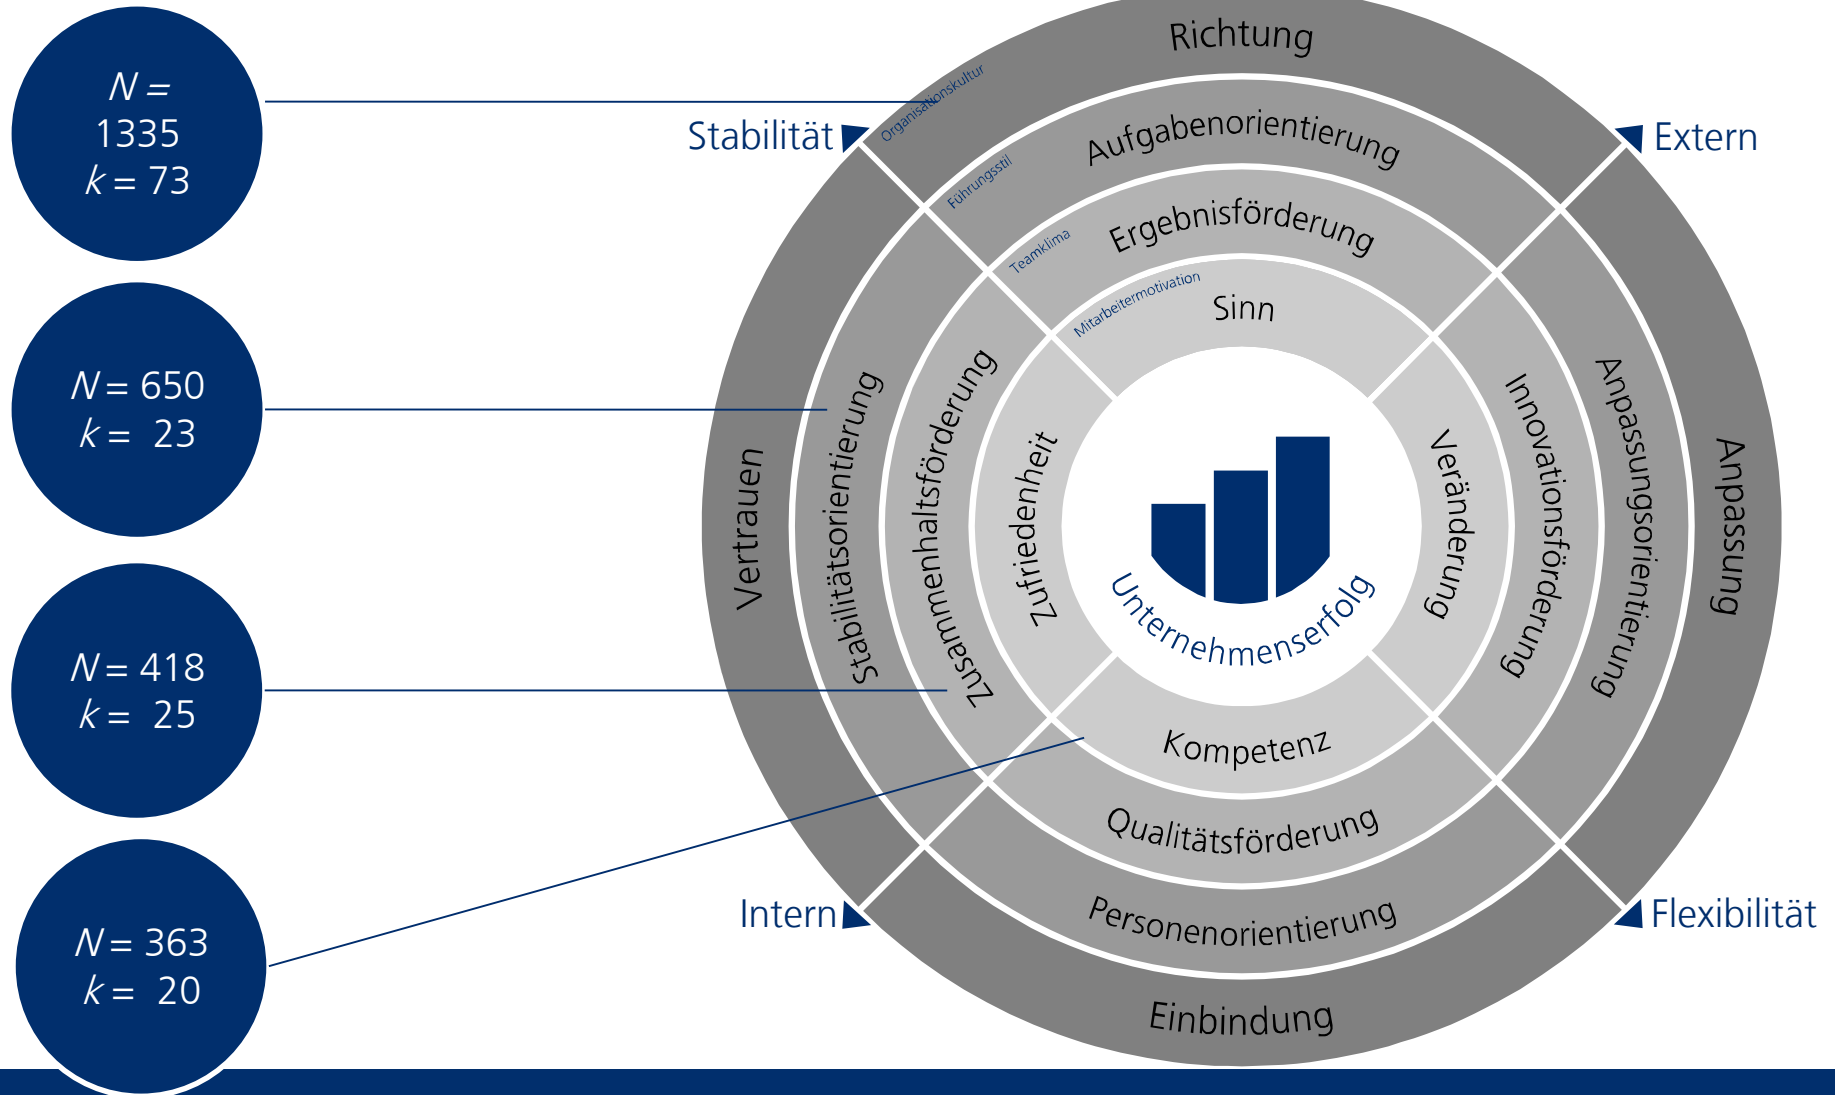 N =
1335
k = 73
N = 650
k = 23
N = 418
k = 25
N = 363
k = 20
Stabilität
Extern
Intern
Flexibilität
Organisationskultur
Richtung
Vertrauen
Anpassung
Einbindung
Führungsstil
Aufgabenorientierung
Stabilitätsorientierung
Anpassungsorientierung
Personenorientierung
Teamklima
Ergebnisförderung
Zusammenhaltsförderung
Innovationsförderung
Qualitätsförderung
Mitarbeitermotivation
Sinn
Zufriedenheit
Veränderung
Kompetenz
Unternehmenserfolg